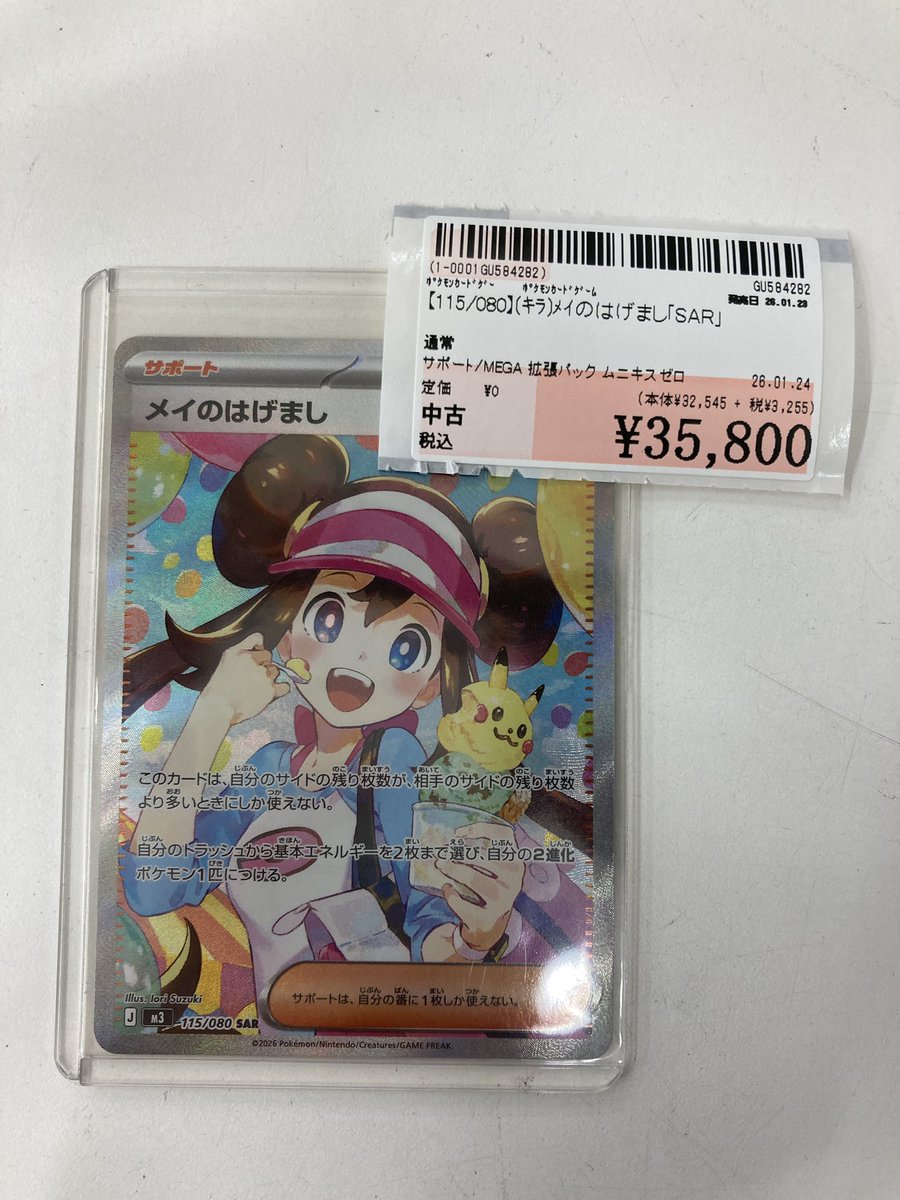 (1-0001GU584282)
GU584282
ﾎﾟｹﾓﾝｶｰﾄﾞｹﾞｰ ﾎﾟｹﾓﾝｶｰﾄﾞｹﾞｰﾑ
発売日 26.01.23
【115/080】(キラ)メイのはげまし「SAR」
通常
サポート/MEGA 拡張パック ムニキスゼロ
26.01.24
定価 ¥0
(本体¥32,545 + 税¥3,255)
中古
税込
¥35,800
サポート
メイのはげまし
このカードは、自分のサイドの残り枚数が、相手のサイドの残り枚数
より多いときにしか使えない。
自分のトラッシュから基本エネルギーを2枚まで選び、自分の2進化
ポケモン1匹につける。
サポートは、自分の番に1枚しか使えない。
Illus. Iori Suzuki
J M3 115/080 SAR
©2026 Pokémon/Nintendo/Creatures/GAME FREAK.